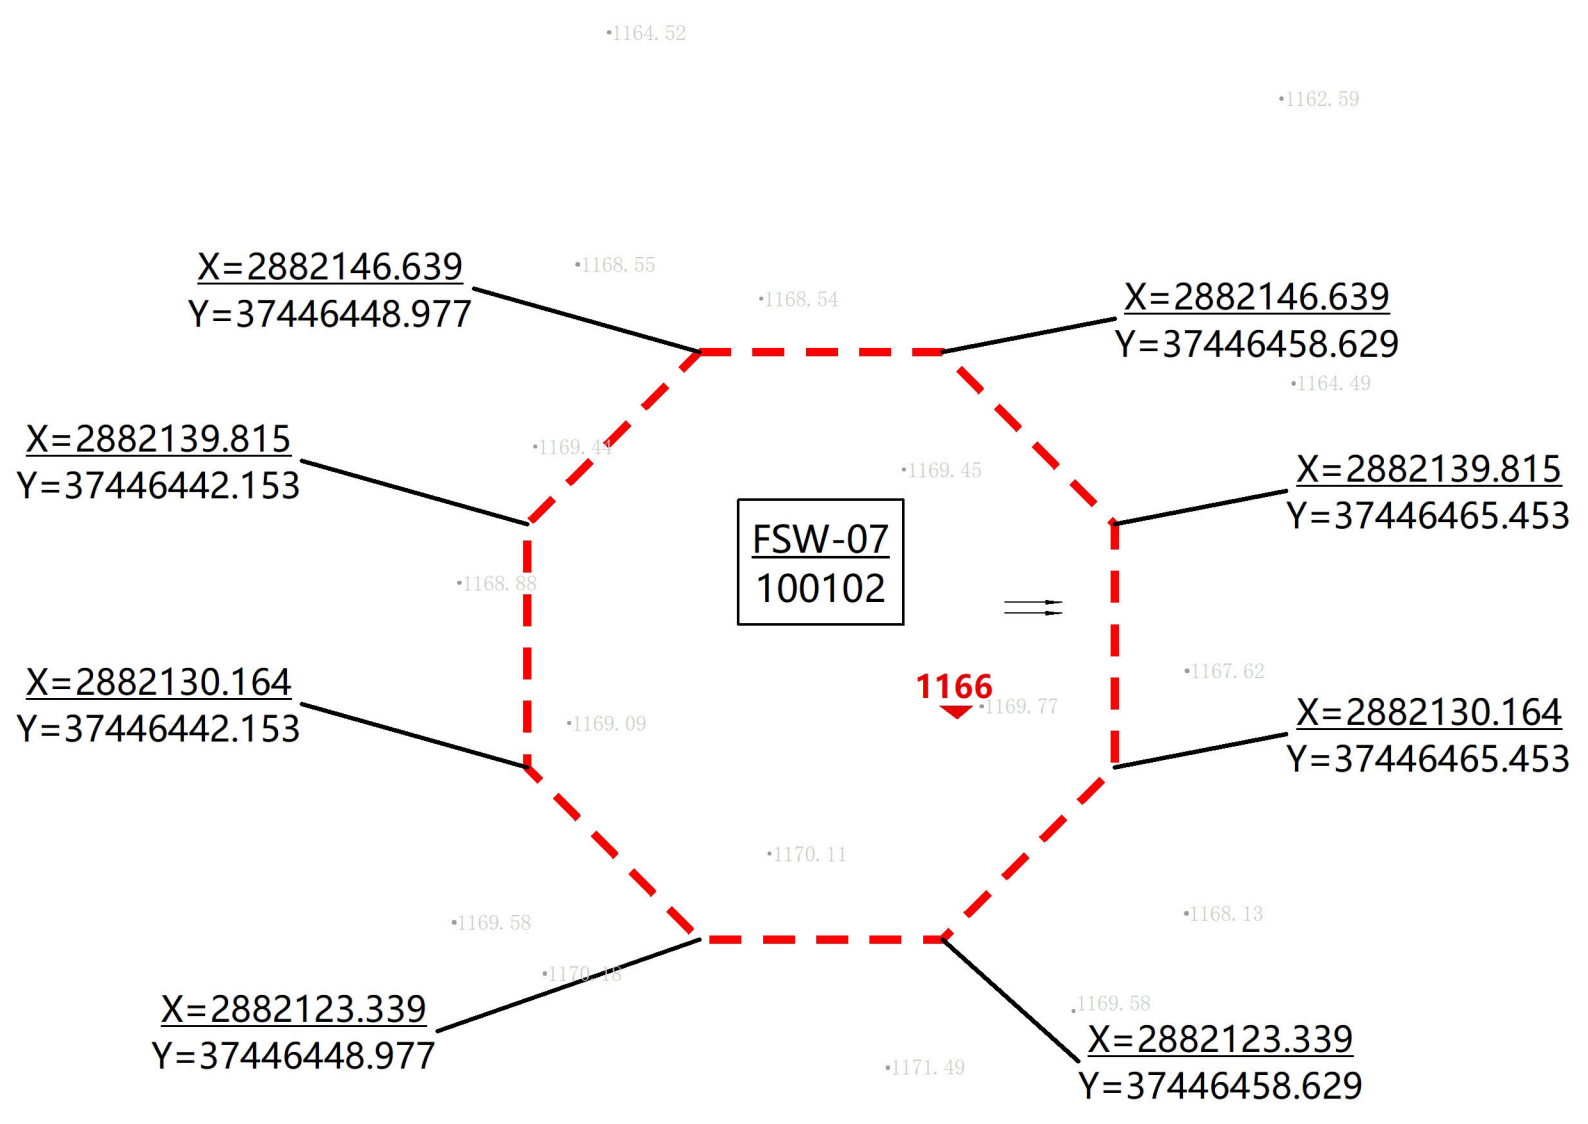 1164.52
1162.59
X=2882146.639
Y=37446448.977
1168.55
1168.54
X=2882146.639
Y=37446458.629
1164.49
X=2882139.815
Y=37446442.153
1169.44
1169.45
X=2882139.815
Y=37446465.453
FSW-07
100102
1168.88
X=2882130.164
Y=37446442.153
1169.09
1166
1169.77
1167.62
X=2882130.164
Y=37446465.453
1170.11
1169.58
1168.13
1170.18
X=2882123.339
Y=37446448.977
1169.58
X=2882123.339
Y=37446458.629
1171.49